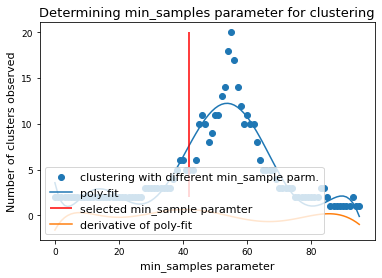 Determining min_samples parameter for clustering
Number of clusters observed
20
15
10
5
0
clustering with different min_sample parm.
poly-fit
selected min_sample paramter
derivative of poly-fit
0
20
40
60
80
min_samples parameter